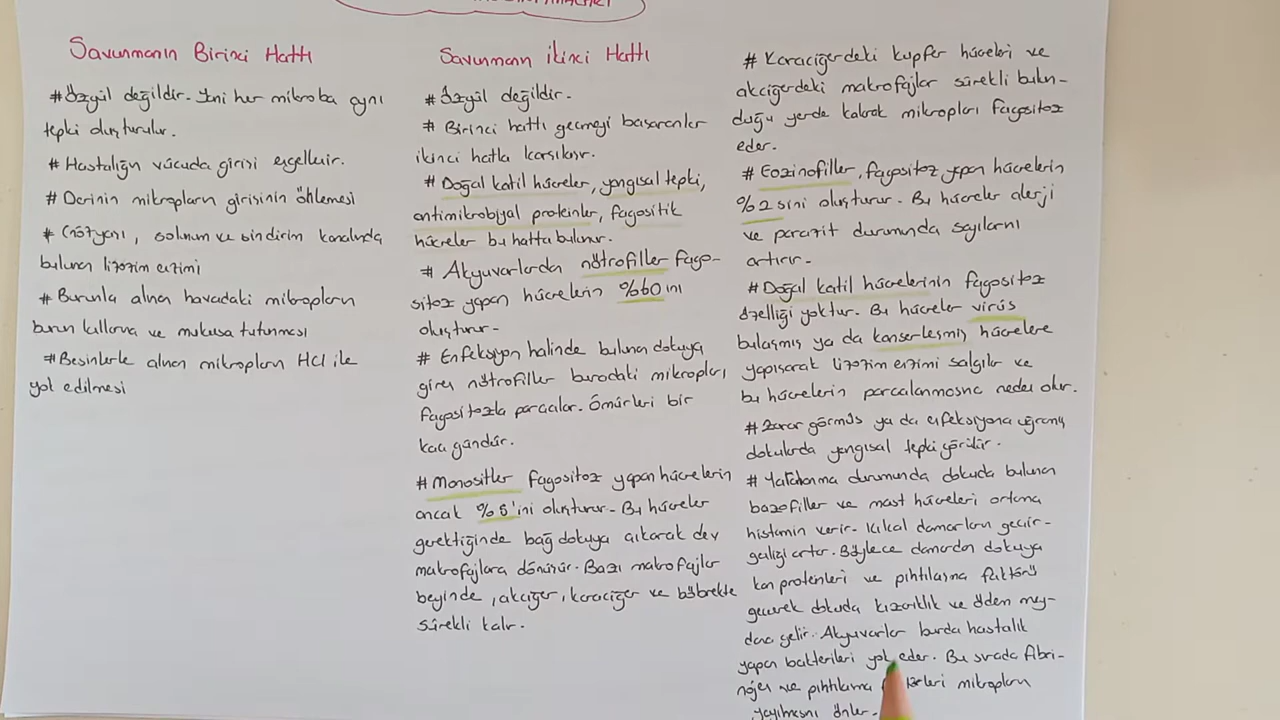 Savunmanın Birinci Hattı
#Özgül değildir. Yani her mikroba aynı
tepki oluşturulur.
#Hastalığın vücuda girişi engellenir.
#Derinin mikropların girişinin önlemesi
#Gözyaşı, solunum ve sindirim kanalında
bulunan lizozim enzimi
#Burunla alınan havadaki mikropların
burun kıllarına ve mukusa tutunması
#Besinlerle alınan mikropların HCl ile
yok edilmesi
Savunmanın İkinci Hattı
#Özgül değildir.
# Birinci hattı geçmeyi başaranlar
ikinci hatla karşılaşır.
#Doğal katil hücreler, yangısal tepki,
antimikrobiyal proteinler, fagositik
hücreler bu hatta bulunur.
# Akyuvarlarda nötrofiller fago-
sitoz yapan hücrelerin %60 ını
oluşturur.
# Enfeksiyon halinde bulunan dokuya
giren nötrofiller buradaki mikropları
fagositozla parçalar. Ömürleri bir
kaç gündür.
#Monositler fagositoz yapan hücrelerin
ancak %5'ini oluşturur. Bu hücreler
gerektiğinde bağ dokuya çıkarak dev
makrofajlara dönüşür. Bazı makrofajlar
beyinde, akciğer, karaciğer ve böbrekte
sürekli kalır.
# Karaciğerdeki kupfer hücreleri ve
akciğerdeki makrofajlar sürekli bulun-
duğu yerde kalarak mikropları fagositoz
eder.
# Eozinofiller, fagositoz yapan hücrelerin
%2 sini oluşturur. Bu hücreler alerji
ve parazit durumunda sayılarını
artırır.
#Doğal katil hücrelerinin fagositoz
özelliği yoktur. Bu hücreler virüs
bulaşmış ya da kanserleşmiş hücrelere
yapışarak lizozim enzimi salgılar ve
bu hücrelerin parçalanmasına neden olur.
#Zarar görmüş ya da enfeksiyona uğramış
dokularda yangısal tepki görülür.
# Yaralanma durumunda dokuda bulunan
bazofiller ve mast hücreleri ortama
histamin verir. Kılcal damarların geçir-
genliği artar. Böylece damardan dokuya
kan proteinleri ve pıhtılaşma faktörü
geçerek dokuda kızarıklık ve ödem mey-
dana gelir. Akyuvarlar burda hastalık
yapan bakterileri yok eder. Bu sırada fibri-
nojen ve pıhtılaşma mikropların
yayılmasını önler.